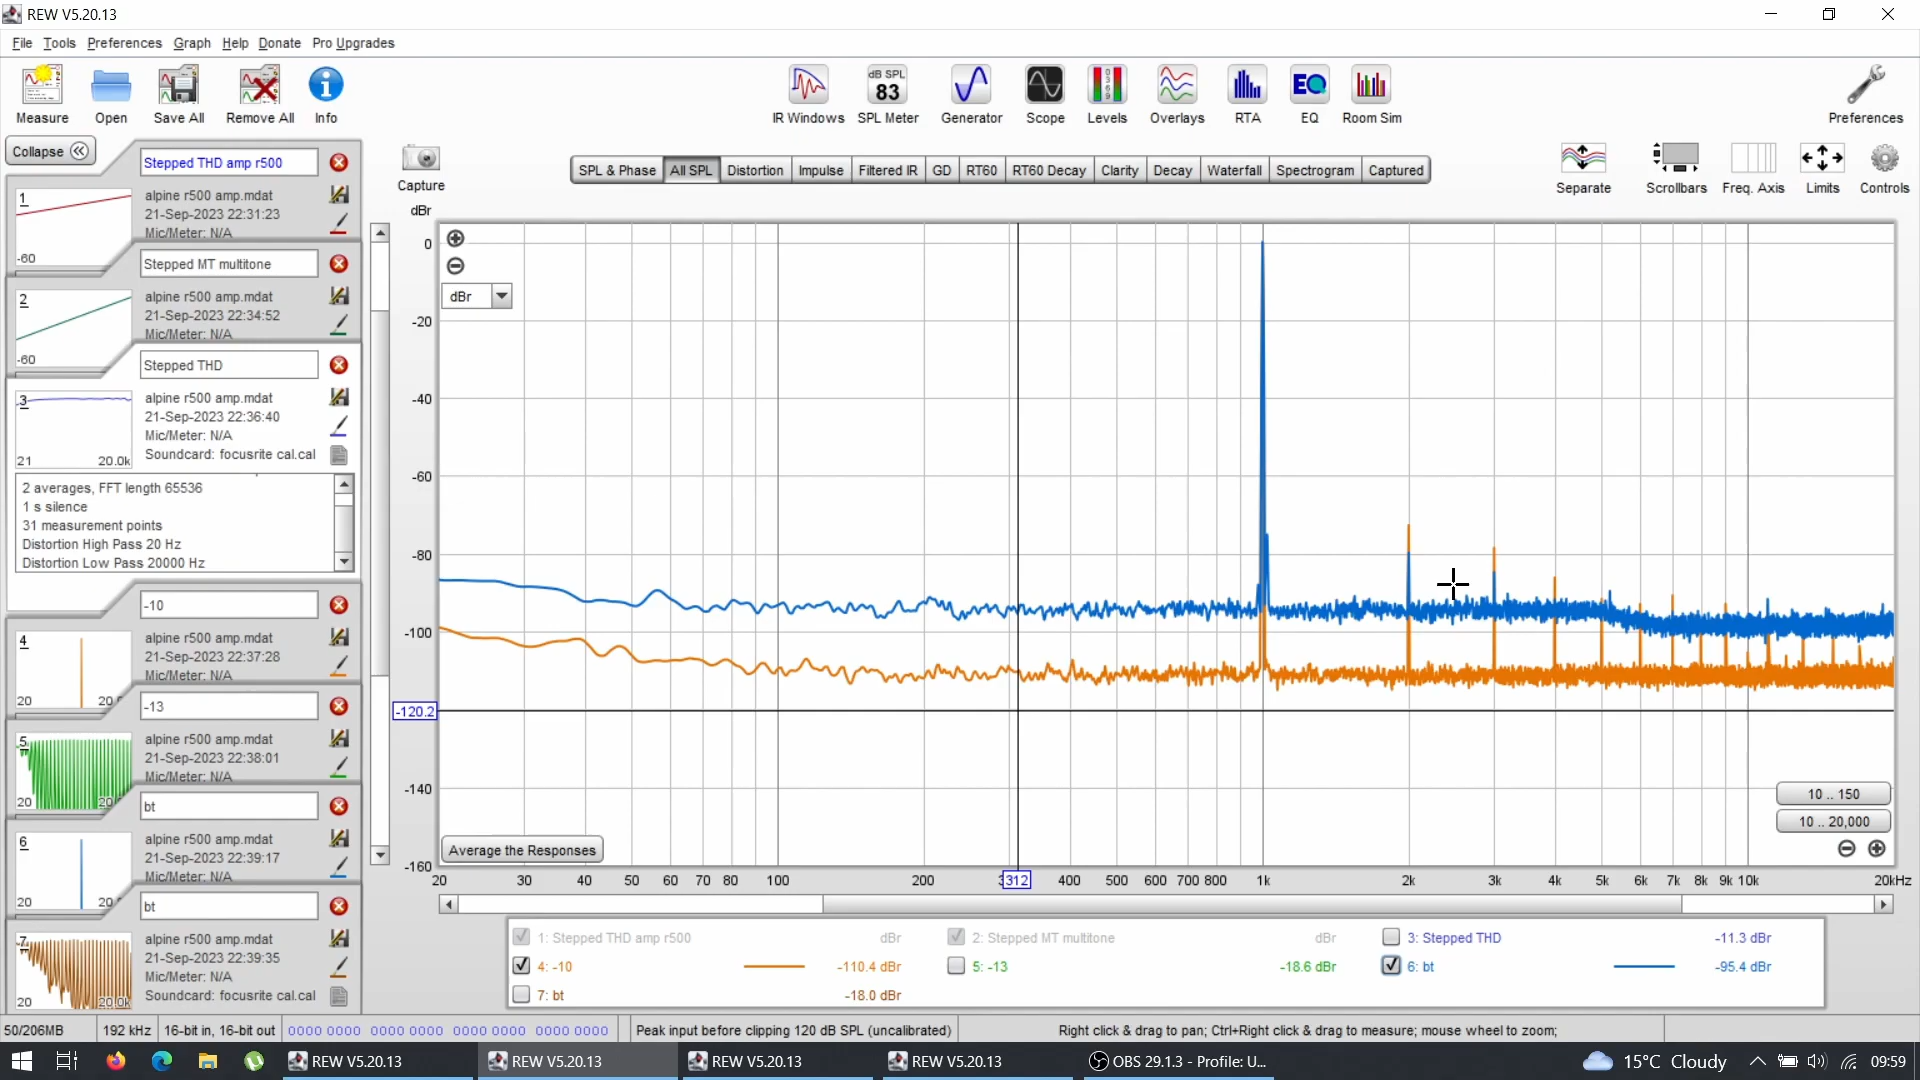 REW V5.20.13
File Tools Preferences Graph Help Donate Pro Upgrades
Measure Open Save All Remove All Info
dB SPL
83
EQ
IR Windows SPL Meter Generator Scope Levels Overlays RTA EQ Room Sim
Preferences
Collapse
Capture
SPL & Phase All SPL Distortion Impulse Filtered IR GD RT60 RT60 Decay Clarity Decay Waterfall Spectrogram Captured
Separate Scrollbars Freq. Axis Limits Controls
Stepped THD amp r500
1
alpine r500 amp.mdat
21-Sep-2023 22:31:23
Mic/Meter: N/A
-60
Stepped MT multitone
2
alpine r500 amp.mdat
21-Sep-2023 22:34:52
Mic/Meter: N/A
-60
Stepped THD
3
alpine r500 amp.mdat
21-Sep-2023 22:36:40
Mic/Meter: N/A
Soundcard: focusrite cal.cal
21 20.0k
2 averages, FFT length 65536
1 s silence
31 measurement points
Distortion High Pass 20 Hz
Distortion Low Pass 20000 Hz
-10
4
alpine r500 amp.mdat
21-Sep-2023 22:37:28
Mic/Meter: N/A
20 20.
-13
5
alpine r500 amp.mdat
21-Sep-2023 22:38:01
Mic/Meter: N/A
20 20
bt
6
alpine r500 amp.mdat
21-Sep-2023 22:39:17
Mic/Meter: N/A
20 20
bt
7
alpine r500 amp.mdat
21-Sep-2023 22:39:35
Mic/Meter: N/A
Soundcard: focusrite cal.cal
20 20.0k
dBr
0
dBr
-20
-40
-60
-80
-100
-120.2
-140
-160
10 .. 150
10 .. 20,000
Average the Responses
20 30 40 50 60 70 80 100 200 312 400 500 600 700 800 1k 2k 3k 4k 5k 6k 7k 8k 9k 10k 20kHz
1: Stepped THD amp r500 dBr 2: Stepped MT multitone dBr 3: Stepped THD -11.3 dBr
4: -10 -110.4 dBr 5: -13 -18.6 dBr 6: bt -95.4 dBr
7: bt -18.0 dBr
50/206MB 192 kHz 16-bit in, 16-bit out 0000 0000 0000 0000 0000 0000 0000 0000 Peak input before clipping 120 dB SPL (uncalibrated) Right click & drag to pan; Ctrl+Right click & drag to measure; mouse wheel to zoom;
REW V5.20.13 REW V5.20.13 REW V5.20.13 REW V5.20.13 OBS 29.1.3 - Profile: U... 15°C Cloudy 09:59